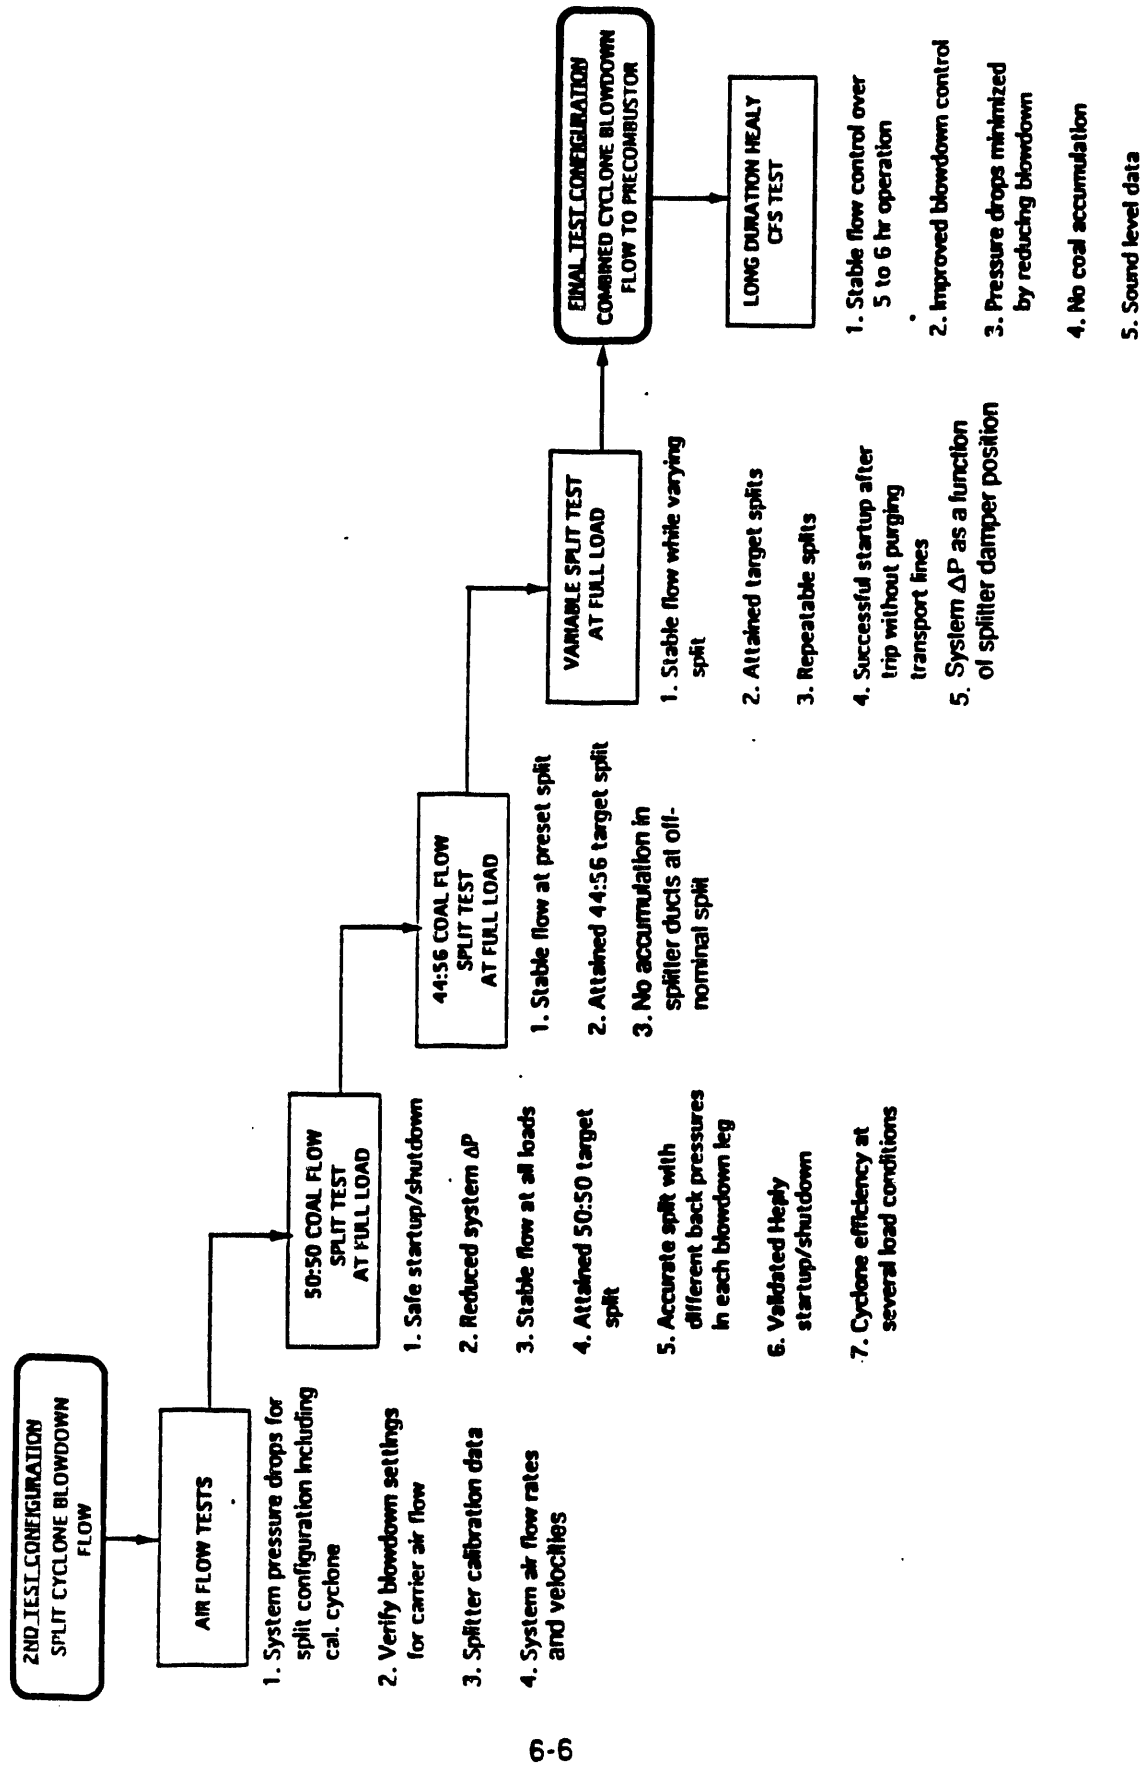 2ND TEST CONFIGURATION
SPLIT CYCLONE BLOWDOWN
FLOW
AIR FLOW TESTS
1. System pressure drops for
split configuration including
cal. cyclone
2. Verify blowdown settings
for carrier air flow
3. Splitter calibration data
4. System air flow rates
and velocities
50:50 COAL FLOW
SPLIT TEST
AT FULL LOAD
1. Safe startup/shutdown
2. Reduced system ΔP
3. Stable flow at all loads
4. Attained 50:50 target
split
5. Accurate split with
different back pressures
in each blowdown leg
6. Validated Heply
startup/shutdown
7. Cyclone efficiency at
several load conditions
44:56 COAL FLOW
SPLIT TEST
AT FULL LOAD
1. Stable flow at preset split
2. Attained 44:56 target split
3. No accumulation in
splitter ducts at off-
nominal split
VARIABLE SPLIT TEST
AT FULL LOAD
1. Stable flow while varying
split
2. Attained target splits
3. Repeatable splits
4. Successful startup after
trip without purging
transport lines
5. System ΔP as a function
of splitter damper position
FINAL TEST CONFIGURATION
COMBINED CYCLONE BLOWDOWN
FLOW TO PRECOMBUSTOR
LONG DURATION HEALY
CFS TEST
1. Stable flow control over
5 to 6 hr operation
2. Improved blowdown control
3. Pressure drops minimized
by reducing blowdown
4. No coal accumulation
5. Sound level data
6-6